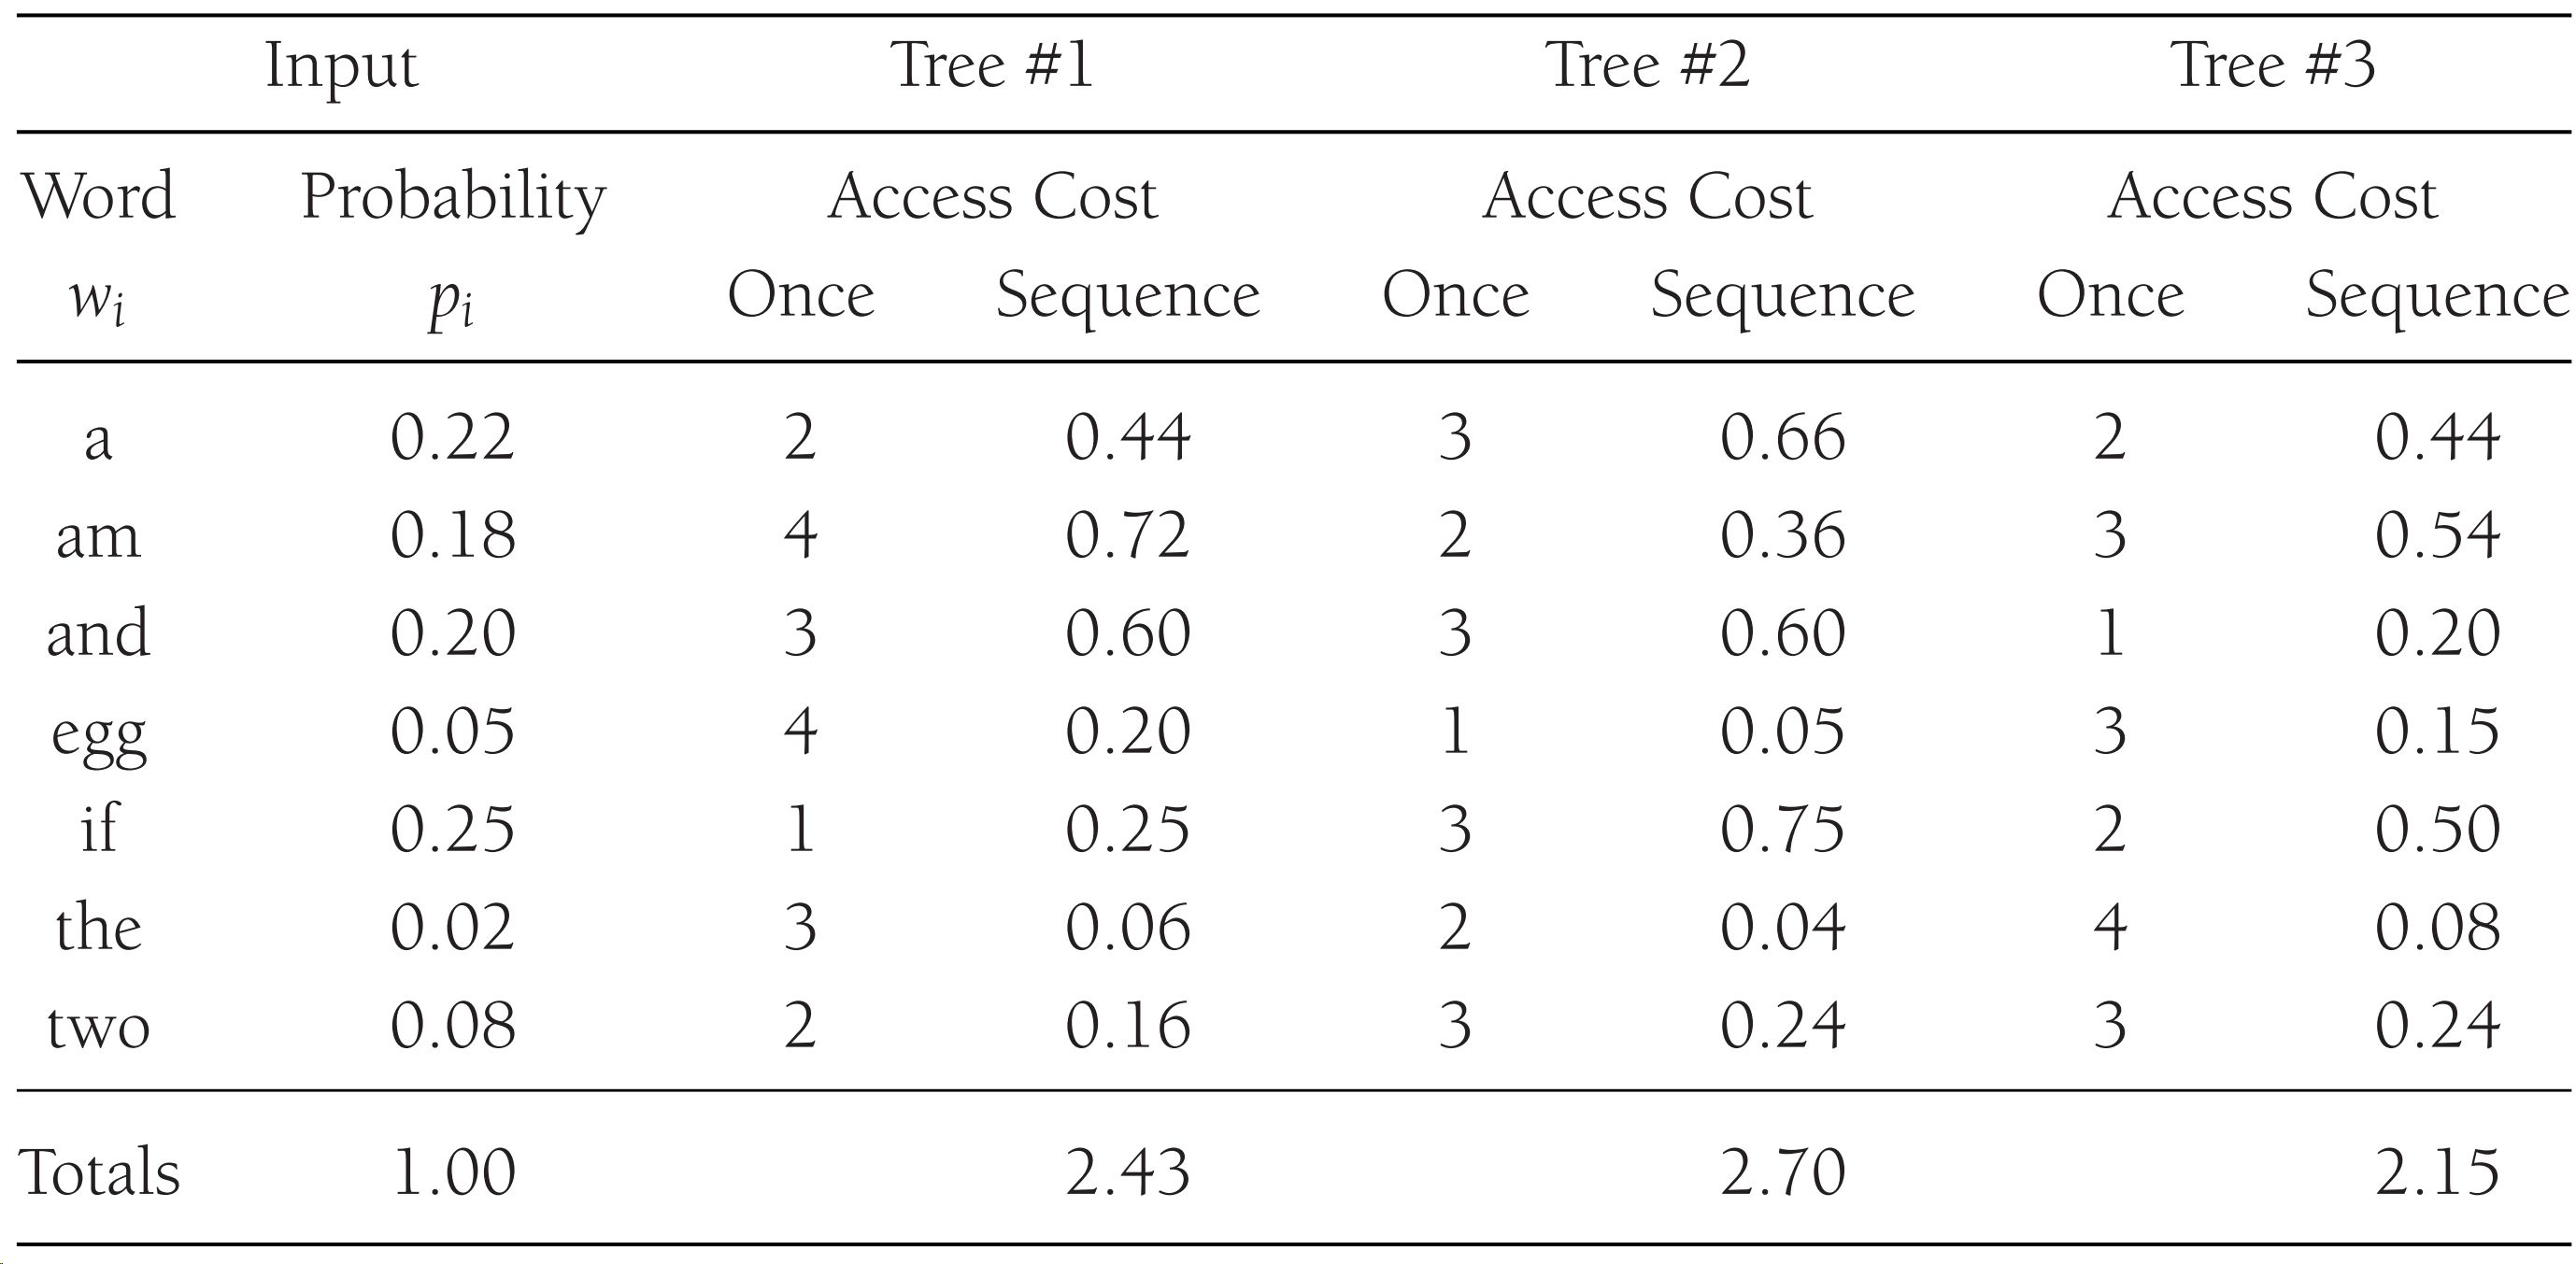 Input Tree #1 Tree #2 Tree #3
Word Probability Access Cost Access Cost Access Cost
wi pi Once Sequence Once Sequence Once Sequence
a 0.22 2 0.44 3 0.66 2 0.44
am 0.18 4 0.72 2 0.36 3 0.54
and 0.20 3 0.60 3 0.60 1 0.20
egg 0.05 4 0.20 1 0.05 3 0.15
if 0.25 1 0.25 3 0.75 2 0.50
the 0.02 3 0.06 2 0.04 4 0.08
two 0.08 2 0.16 3 0.24 3 0.24
Totals 1.00 2.43 2.70 2.15